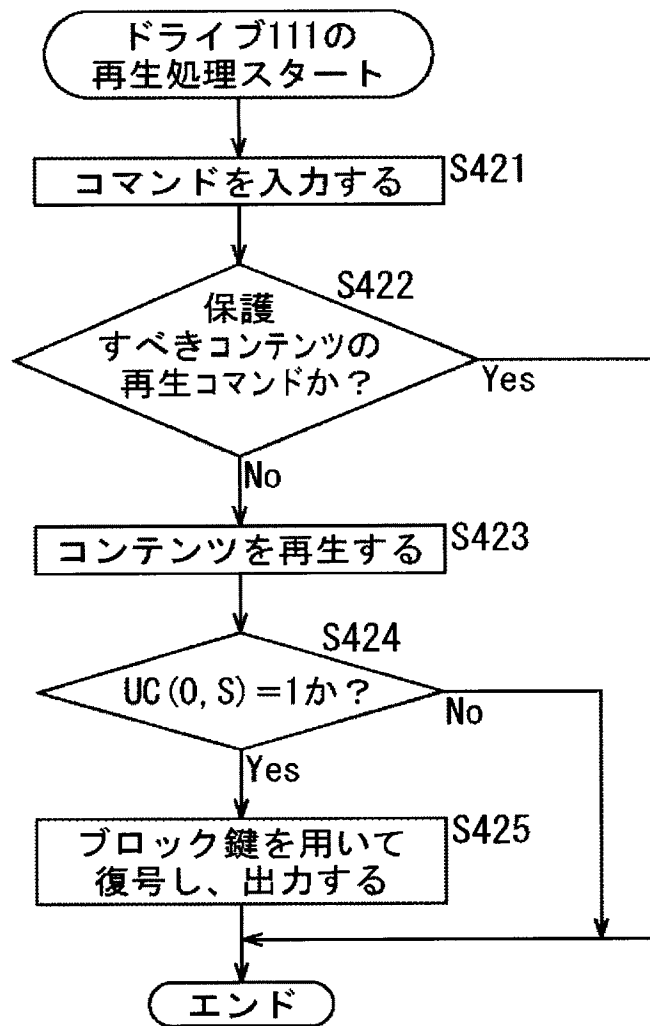 ドライブ111の
再生処理スタート
コマンドを入力する
S421
S422
保護
すべきコンテンツの
再生コマンドか？
Yes
No
コンテンツを再生する
S423
S424
UC(0,S)=1か？
No
Yes
ブロック鍵を用いて
復号し、出力する
S425
エンド